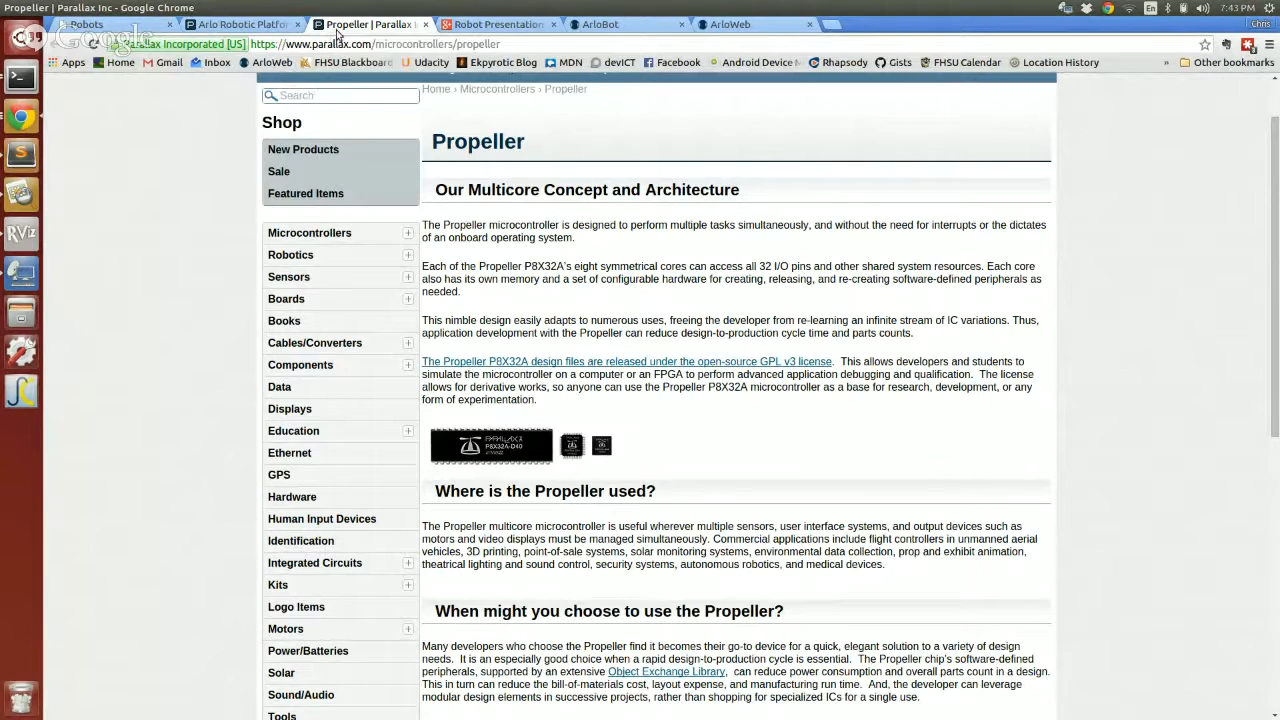 Propeller | Parallax Inc - Google Chrome
En
7:43 PM
Robots
Arlo Robotic Platfor
Propeller | Parallax I
Robot Presentation
ArloBot
ArloWeb
Chris
Google
Parallax Incorporated [US]
https://www.parallax.com/microcontrollers/propeller
Apps
Home
Gmail
Inbox
ArloWeb
FHSU Blackboard
Udacity
Ekpyrotic Blog
MDN
devICT
Facebook
Android Device M
Rhapsody
Gists
FHSU Calendar
Location History
»
Other bookmarks
Search
Home › Microcontrollers › Propeller
Shop
New Products
Sale
Featured Items
Microcontrollers
Robotics
Sensors
Boards
Books
Cables/Converters
Components
Data
Displays
Education
Ethernet
GPS
Hardware
Human Input Devices
Identification
Integrated Circuits
Kits
Logo Items
Motors
Power/Batteries
Solar
Sound/Audio
Tools
RViz
Propeller
Our Multicore Concept and Architecture
The Propeller microcontroller is designed to perform multiple tasks simultaneously, and without the need for interrupts or the dictates
of an onboard operating system.
Each of the Propeller P8X32A's eight symmetrical cores can access all 32 I/O pins and other shared system resources. Each core
also has its own memory and a set of configurable hardware for creating, releasing, and re-creating software-defined peripherals as
needed.
This nimble design easily adapts to numerous uses, freeing the developer from re-learning an infinite stream of IC variations. Thus,
application development with the Propeller can reduce design-to-production cycle time and parts counts.
The Propeller P8X32A design files are released under the open-source GPL v3 license. This allows developers and students to
simulate the microcontroller on a computer or an FPGA to perform advanced application debugging and qualification. The license
allows for derivative works, so anyone can use the Propeller P8X32A microcontroller as a base for research, development, or any
form of experimentation.
PARALLAX
P8X32A-D40
Where is the Propeller used?
The Propeller multicore microcontroller is useful wherever multiple sensors, user interface systems, and output devices such as
motors and video displays must be managed simultaneously. Commercial applications include flight controllers in unmanned aerial
vehicles, 3D printing, point-of-sale systems, solar monitoring systems, environmental data collection, prop and exhibit animation,
theatrical lighting and sound control, security systems, autonomous robotics, and medical devices.
When might you choose to use the Propeller?
Many developers who choose the Propeller find it becomes their go-to device for a quick, elegant solution to a variety of design
needs. It is an especially good choice when a rapid design-to-production cycle is essential. The Propeller chip's software-defined
peripherals, supported by an extensive Object Exchange Library, can reduce power consumption and overall parts count in a design.
This in turn can reduce the bill-of-materials cost, layout expense, and manufacturing run time. And, the developer can leverage
modular design elements in successive projects, rather than shopping for specialized ICs for a single use.